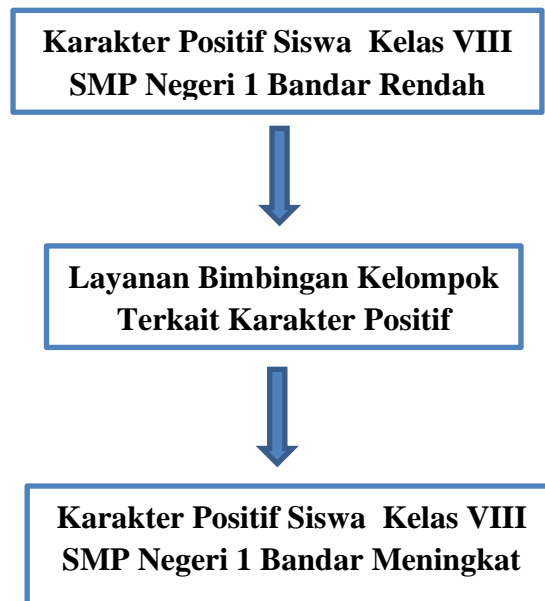 Karakter Positif Siswa Kelas VIII
SMP Negeri 1 Bandar Rendah
Layanan Bimbingan Kelompok
Terkait Karakter Positif
Karakter Positif Siswa Kelas VIII
SMP Negeri 1 Bandar Meningkat